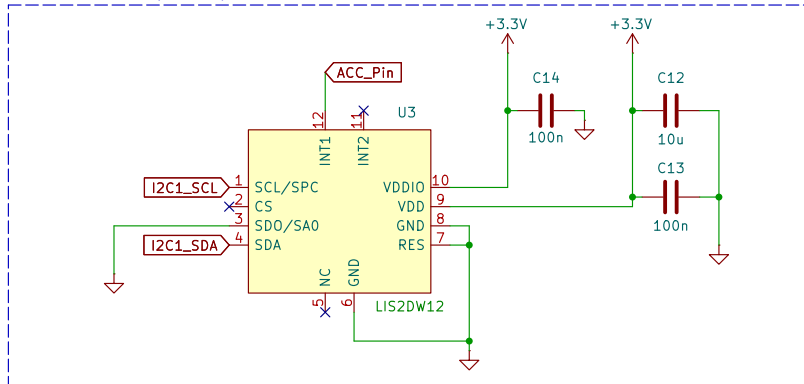 +3.3V
+3.3V
ACC_Pin
C14
100n
C12
10u
C13
100n
U3
12
INT1
11
INT2
I2C1_SCL
1
SCL/SPC
VDDIO
10
2
CS
VDD
9
3
SDO/SA0
GND
8
I2C1_SDA
4
SDA
RES
7
NC
5
GND
6
LIS2DW12